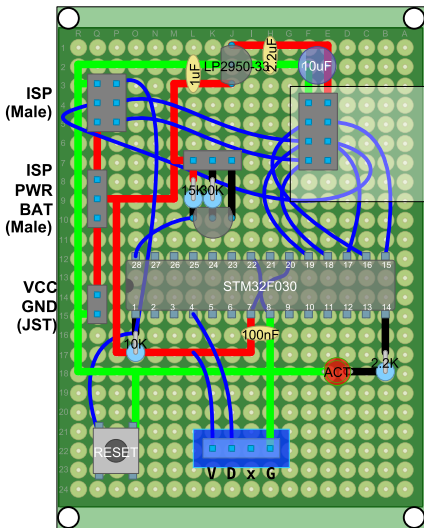 R Q P O N M L K J I H G F E D C B A
1
2
3
4
5
6
7
8
9
10
11
12
13
14
15
16
17
18
19
20
21
22
23
24
2.2uF
1uF
LP2950-33
10uF
ISP
(Male)
ISP
PWR
BAT
(Male)
15K
30K
28 27 26 25 24 23 22 21 20 19 18 17 16 15
STM32F030
1 2 3 4 5 6 7 8 9 10 11 12 13 14
VCC
GND
(JST)
10K
100nF
ACT
2.2K
RESET
V D x G